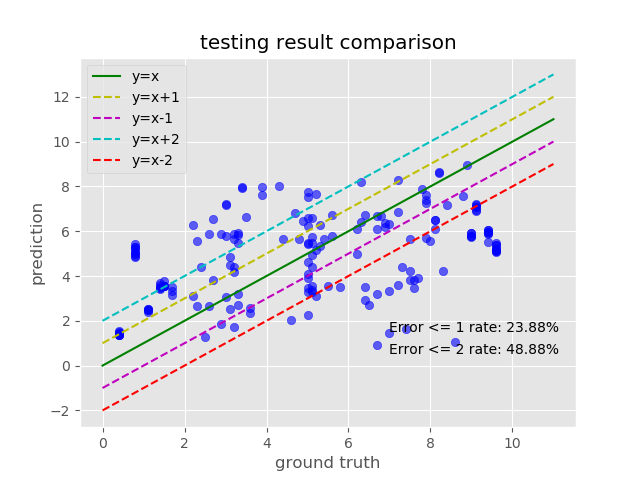 testing result comparison
y=x
y=x+1
y=x-1
y=x+2
y=x-2
12
10
8
6
4
2
0
−2
prediction
Error <= 1 rate: 23.88%
Error <= 2 rate: 48.88%
0
2
4
6
8
10
ground truth